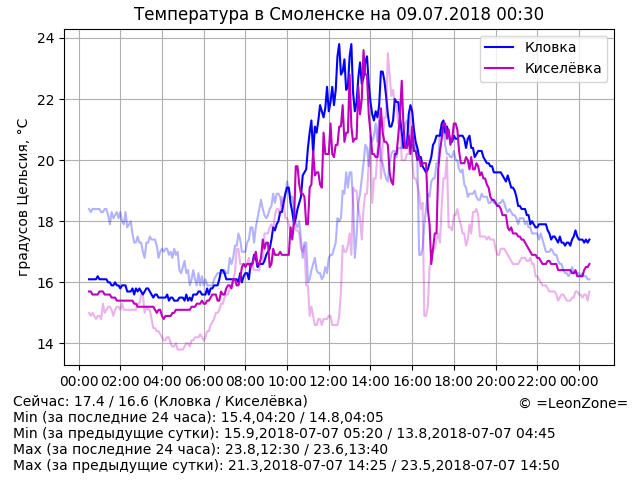 Температура в Смоленске на 09.07.2018 00:30
градусов Цельсия, °C
24
22
20
18
16
14
Кловка
Киселёвка
00:00 02:00 04:00 06:00 08:00 10:00 12:00 14:00 16:00 18:00 20:00 22:00 00:00
Сейчас: 17.4 / 16.6 (Кловка / Киселёвка)
© =LeonZone=
Min (за последние 24 часа): 15.4,04:20 / 14.8,04:05
Min (за предыдущие сутки): 15.9,2018-07-07 05:20 / 13.8,2018-07-07 04:45
Max (за последние 24 часа): 23.8,12:30 / 23.6,13:40
Max (за предыдущие сутки): 21.3,2018-07-07 14:25 / 23.5,2018-07-07 14:50